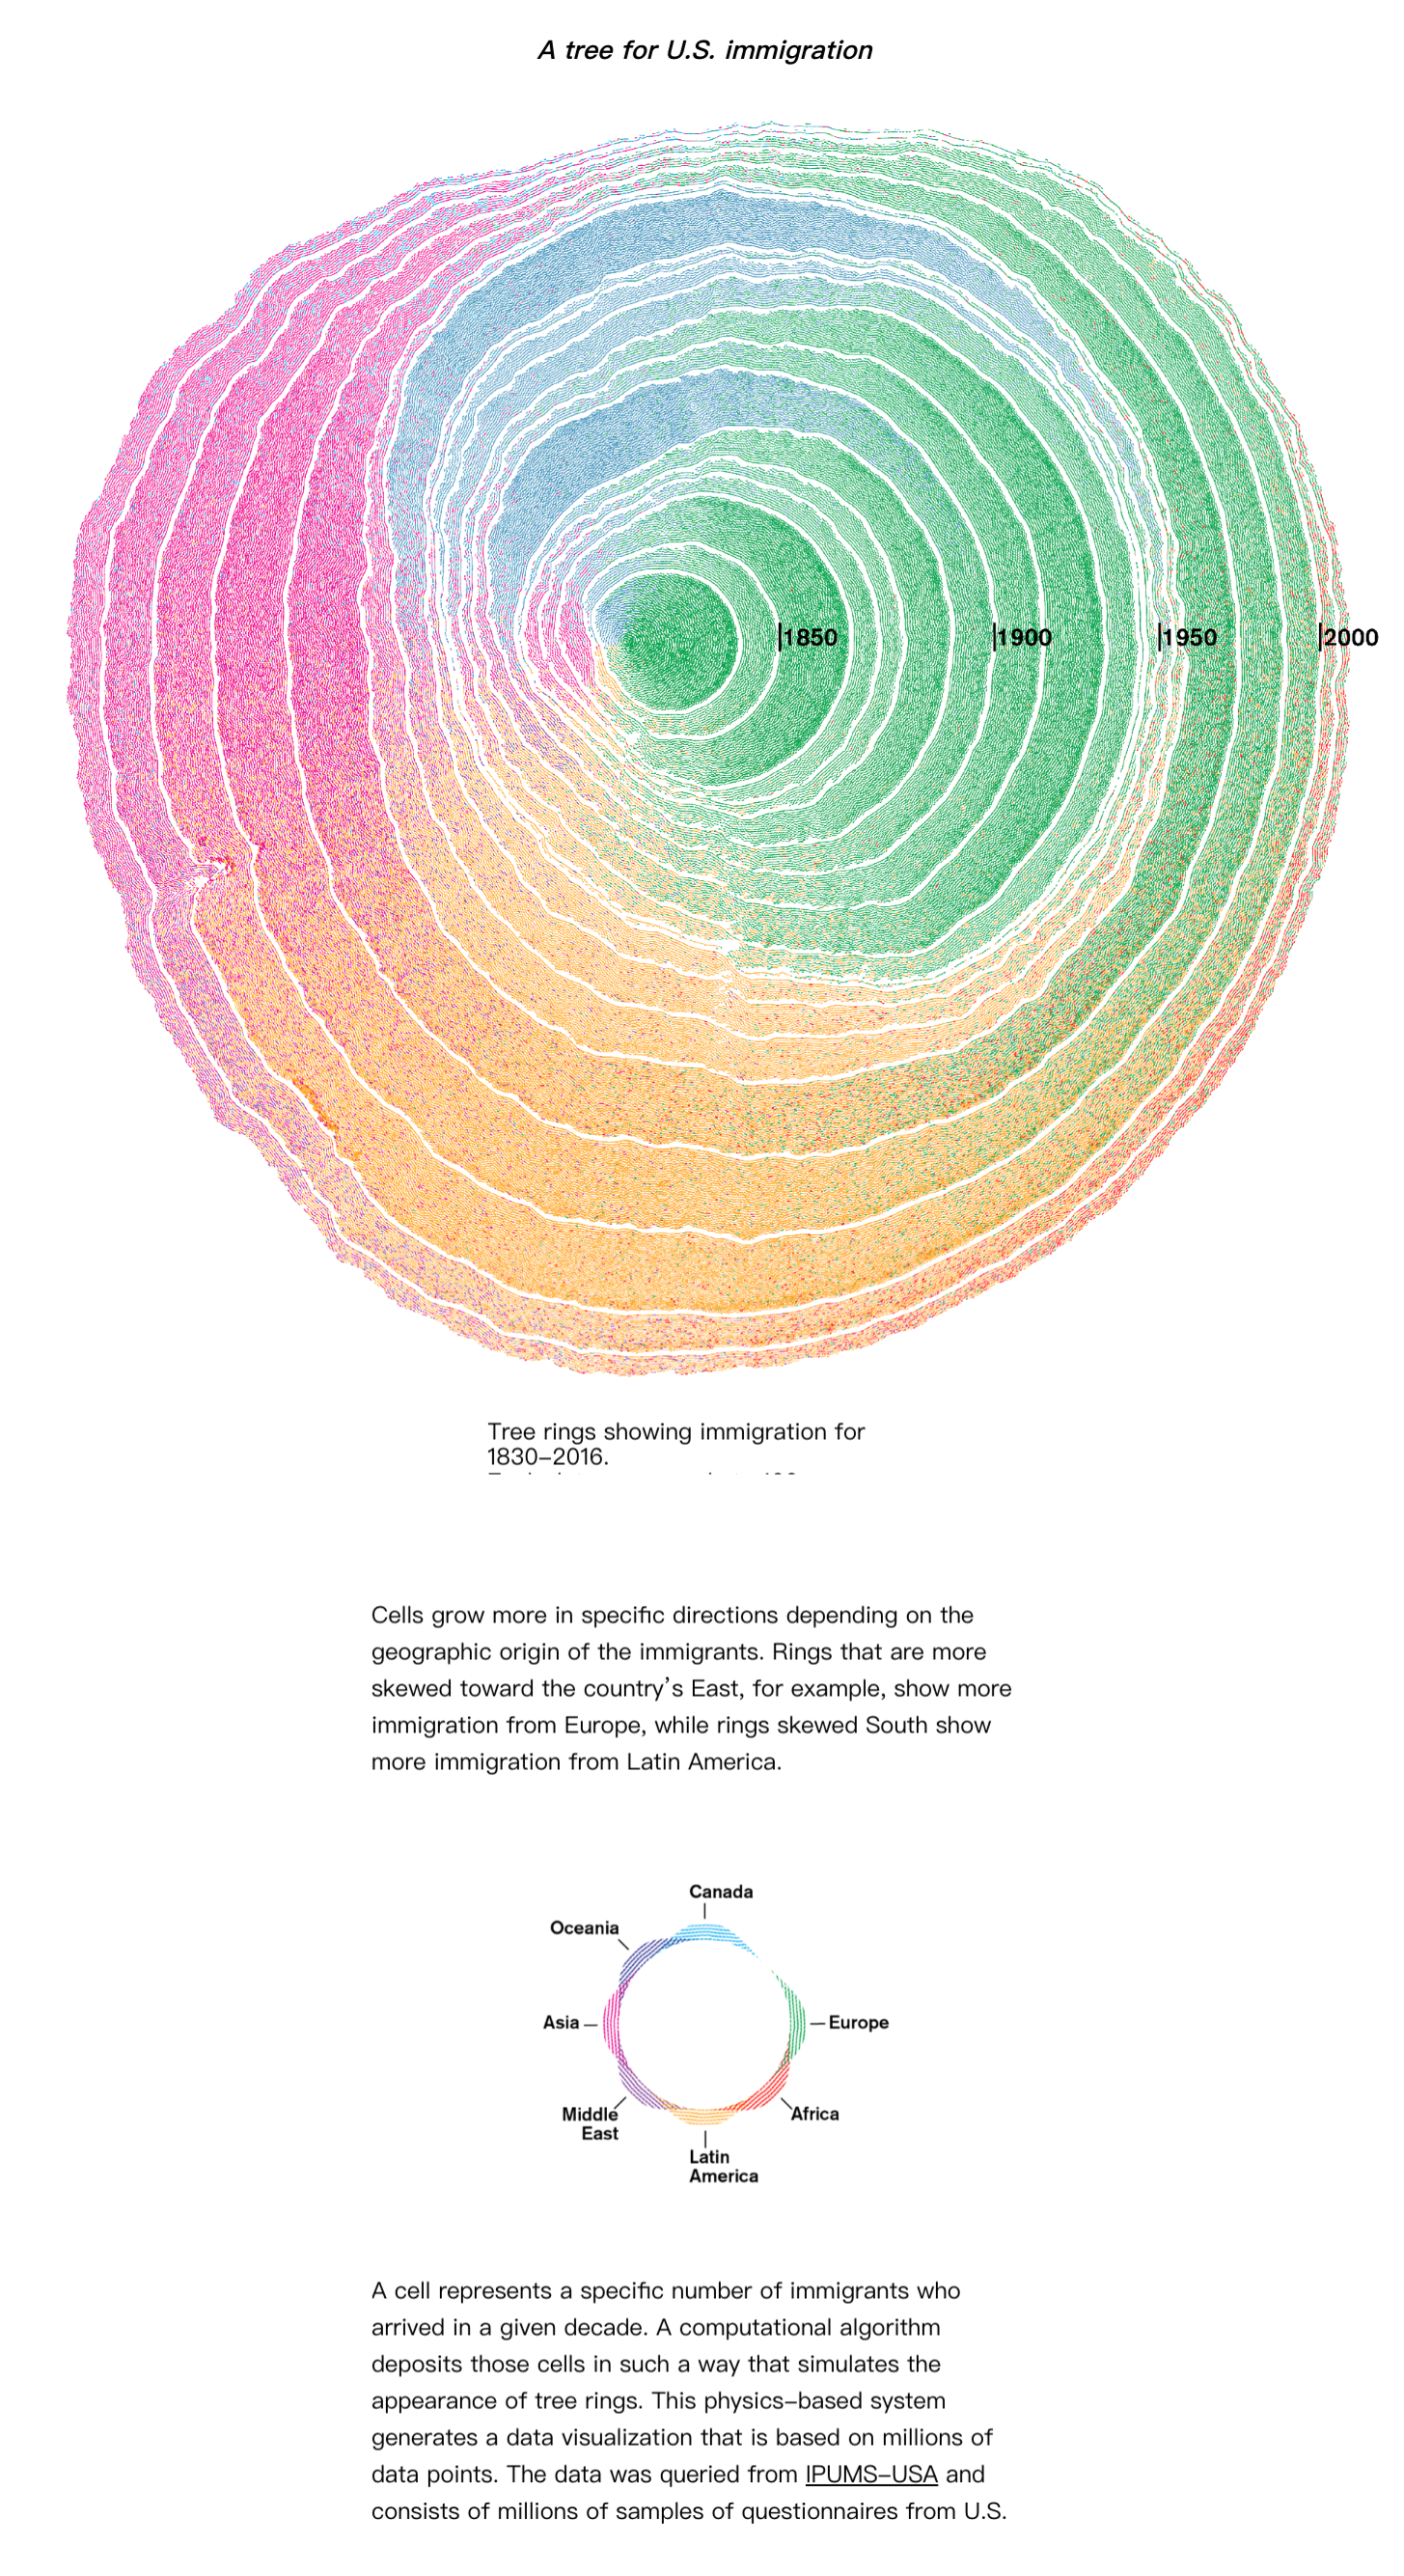 A tree for U.S. immigration
1850
1900
1950
2000
Tree rings showing immigration for
1830–2016.
Cells grow more in specific directions depending on the
geographic origin of the immigrants. Rings that are more
skewed toward the country’s East, for example, show more
immigration from Europe, while rings skewed South show
more immigration from Latin America.
Canada
Oceania
Asia
Europe
Middle
East
Africa
Latin
America
A cell represents a specific number of immigrants who
arrived in a given decade. A computational algorithm
deposits those cells in such a way that simulates the
appearance of tree rings. This physics–based system
generates a data visualization that is based on millions of
data points. The data was queried from IPUMS–USA and
consists of millions of samples of questionnaires from U.S.